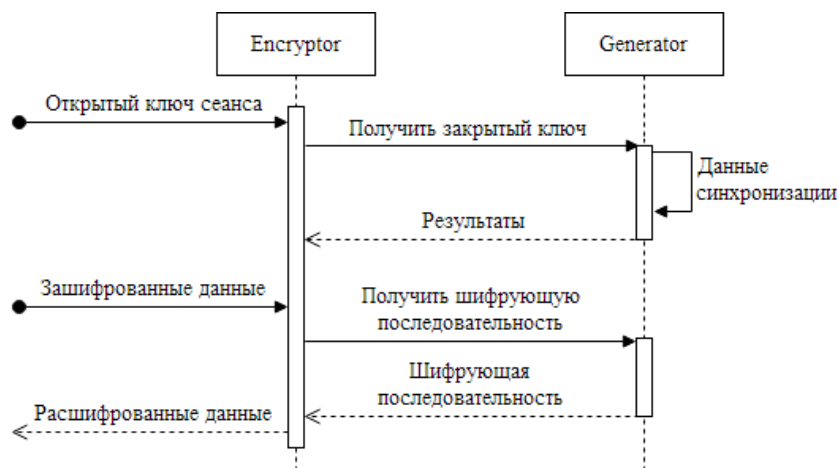 Encryptor
Generator
Открытый ключ сеанса
Получить закрытый ключ
Данные
синхронизации
Результаты
Зашифрованные данные
Получить шифрующую
последовательность
Шифрующая
последовательность
Расшифрованные данные